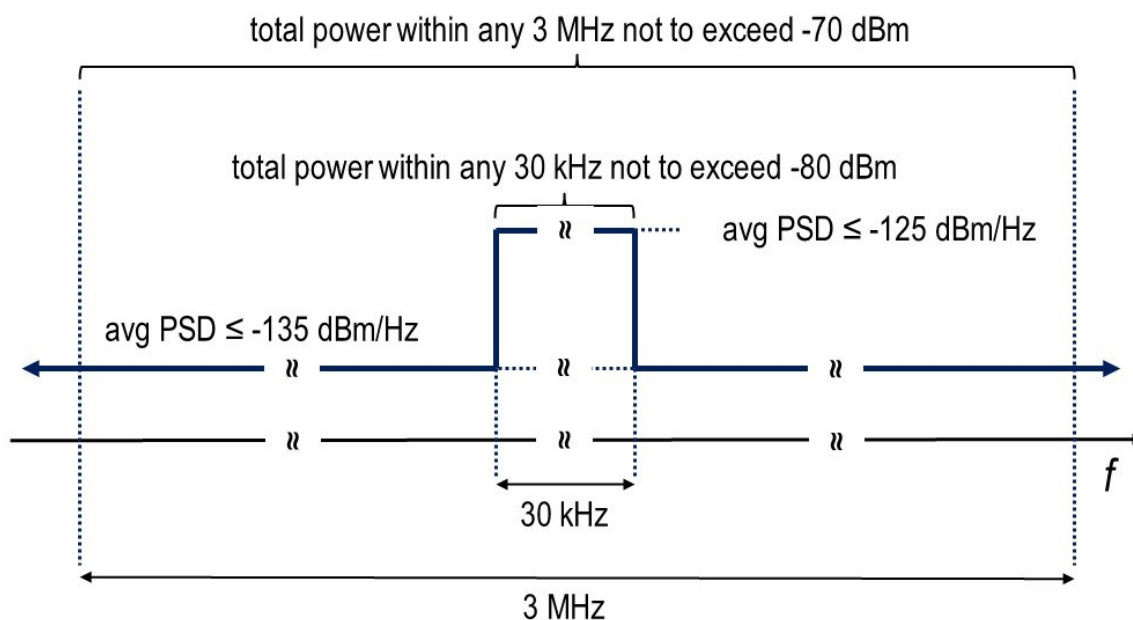 total power within any 3 MHz not to exceed -70 dBm
total power within any 30 kHz not to exceed -80 dBm
avg PSD ≤ -125 dBm/Hz
avg PSD ≤ -135 dBm/Hz
f
30 kHz
3 MHz